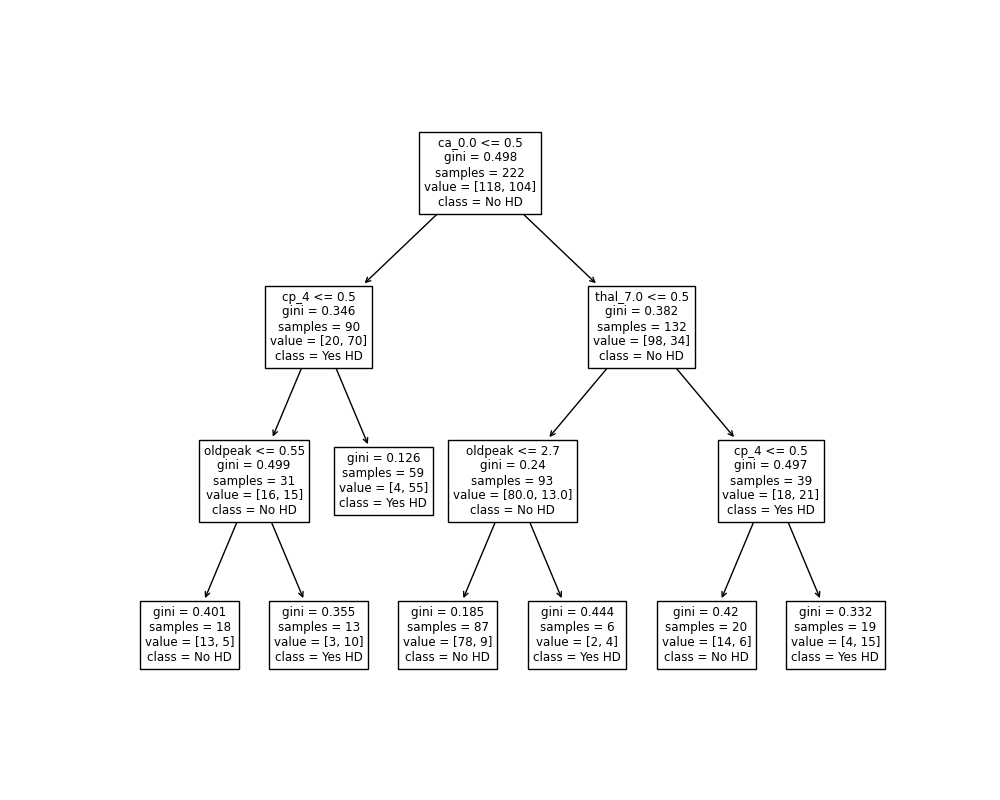 ca_0.0 <= 0.5
gini = 0.498
samples = 222
value = [118, 104]
class = No HD
cp_4 <= 0.5
gini = 0.346
samples = 90
value = [20, 70]
class = Yes HD
thal_7.0 <= 0.5
gini = 0.382
samples = 132
value = [98, 34]
class = No HD
oldpeak <= 0.55
gini = 0.499
samples = 31
value = [16, 15]
class = No HD
gini = 0.126
samples = 59
value = [4, 55]
class = Yes HD
oldpeak <= 2.7
gini = 0.24
samples = 93
value = [80.0, 13.0]
class = No HD
cp_4 <= 0.5
gini = 0.497
samples = 39
value = [18, 21]
class = Yes HD
gini = 0.401
samples = 18
value = [13, 5]
class = No HD
gini = 0.355
samples = 13
value = [3, 10]
class = Yes HD
gini = 0.185
samples = 87
value = [78, 9]
class = No HD
gini = 0.444
samples = 6
value = [2, 4]
class = Yes HD
gini = 0.42
samples = 20
value = [14, 6]
class = No HD
gini = 0.332
samples = 19
value = [4, 15]
class = Yes HD